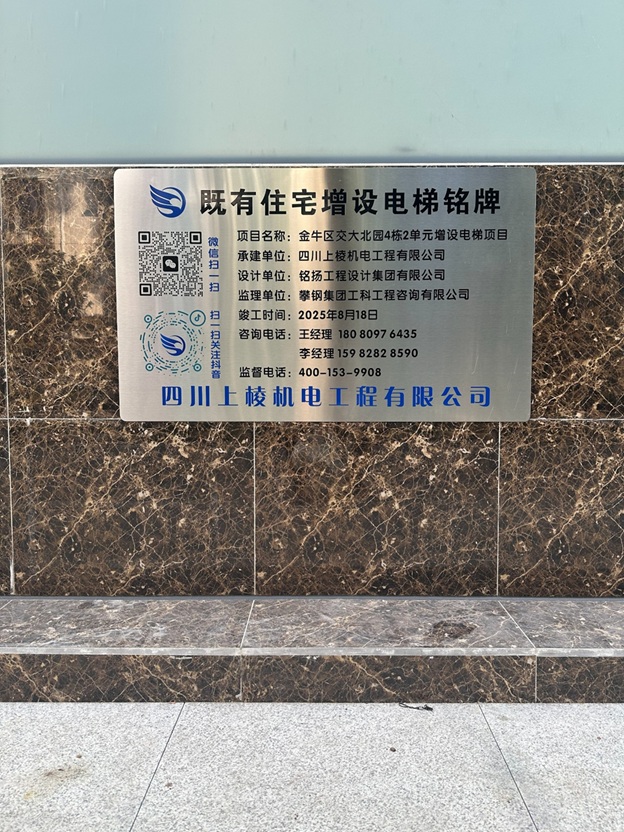 既有住宅增设电梯铭牌
微信扫一扫
扫一扫关注抖音
项目名称：金牛区交大北园4栋2单元增设电梯项目
承建单位：四川上棱机电工程有限公司
设计单位：铭扬工程设计集团有限公司
监理单位：攀钢集团工科工程咨询有限公司
竣工时间：2025年8月18日
咨询电话：王经理 180 8097 6435
李经理 159 8282 8590
监督电话：400-153-9908
四川上棱机电工程有限公司